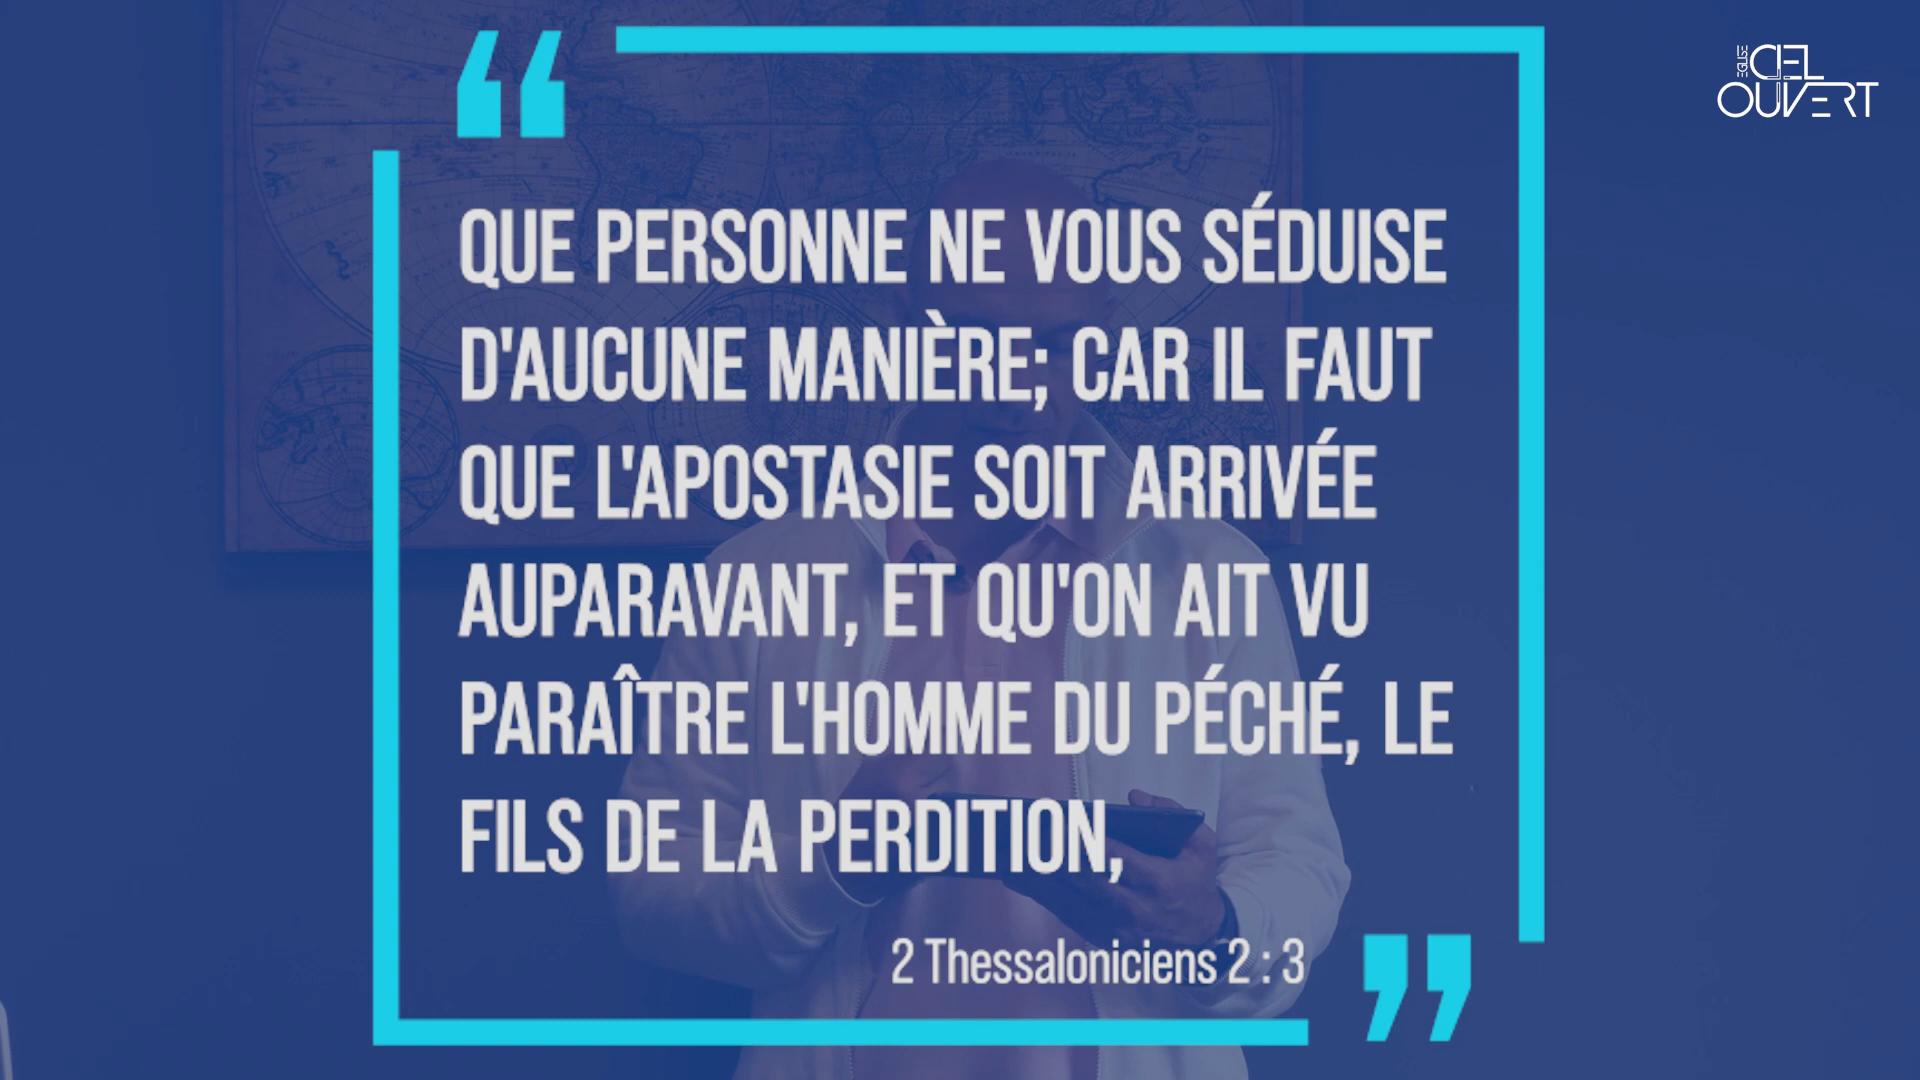 ÉGLISE CIEL
OUVERT
QUE PERSONNE NE VOUS SÉDUISE
D'AUCUNE MANIÈRE; CAR IL FAUT
QUE L'APOSTASIE SOIT ARRIVÉE
AUPARAVANT, ET QU'ON AIT VU
PARAÎTRE L'HOMME DU PÉCHÉ, LE
FILS DE LA PERDITION,
2 Thessaloniciens 2 : 3